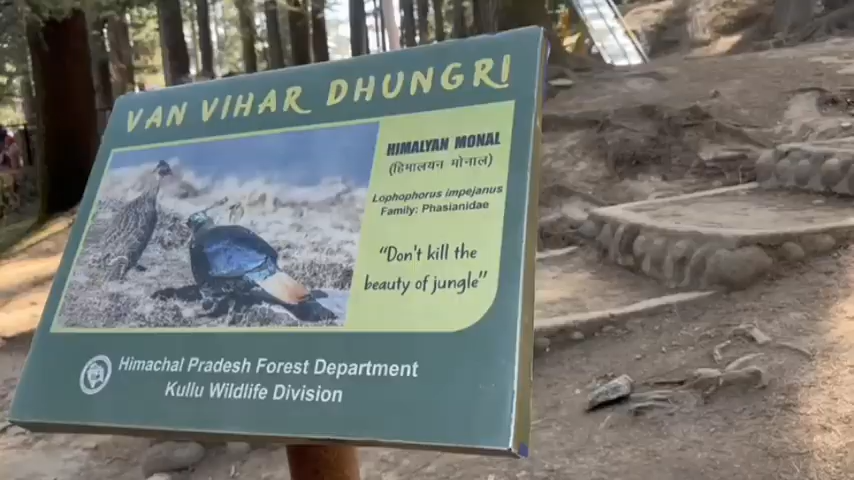 VAN VIHAR DHUNGRI
HIMALYAN MONAL
(हिमालयन मोनाल)
Lophophorus impejanus
Family: Phasianidae
"Don't kill the
beauty of jungle"
Himachal Pradesh Forest Department
Kullu Wildlife Division